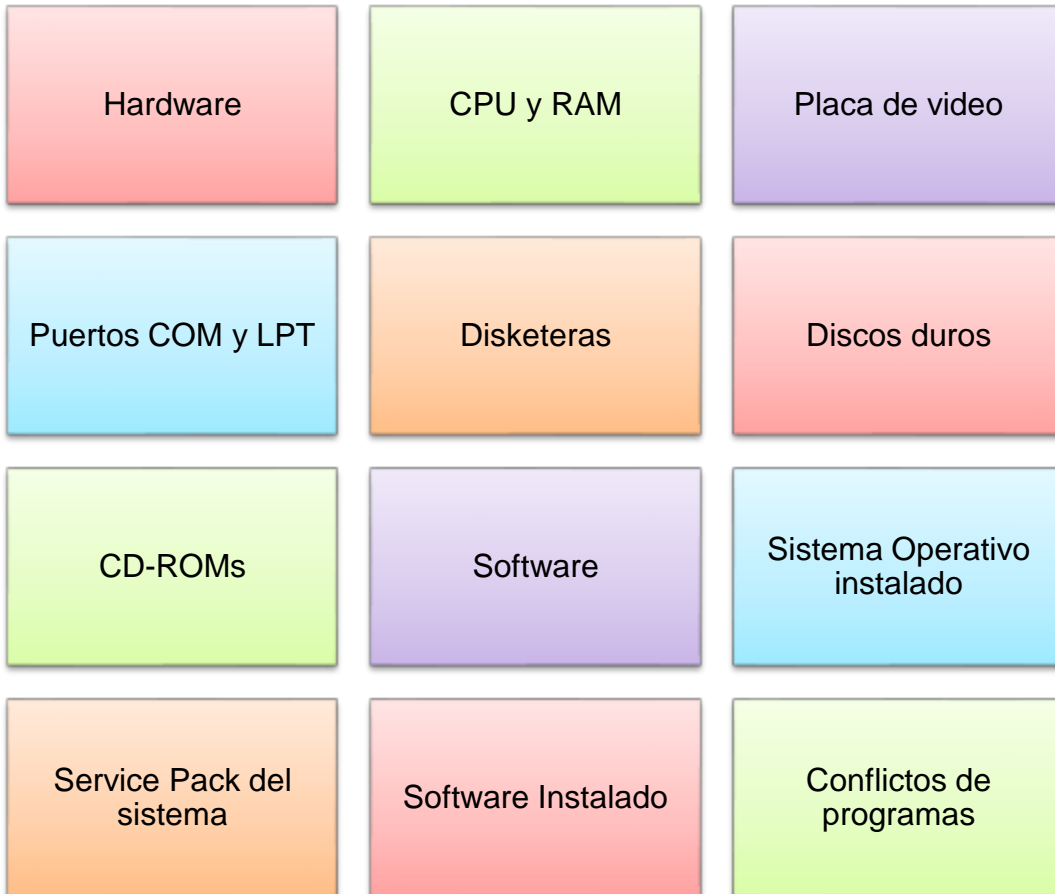 Hardware
CPU y RAM
Placa de video
Puertos COM y LPT
Disketeras
Discos duros
CD-ROMs
Software
Sistema Operativo
instalado
Service Pack del
sistema
Software Instalado
Conflictos de
programas